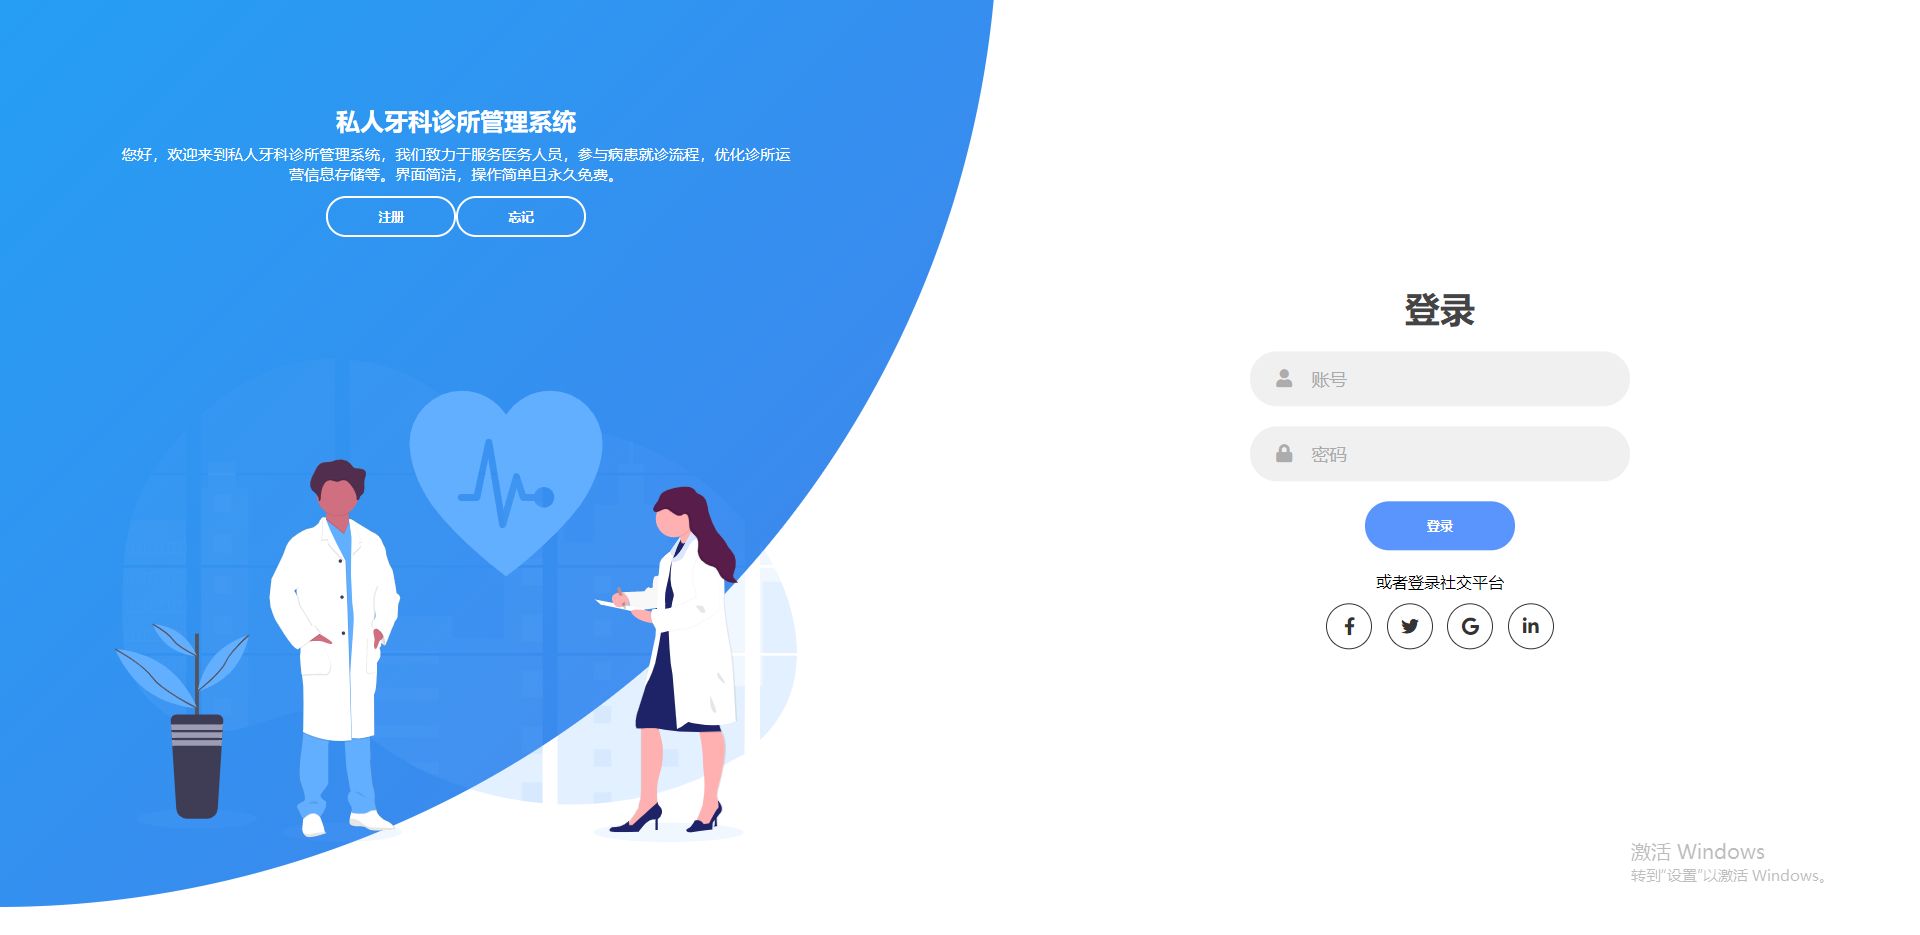 私人牙科诊所管理系统
您好，欢迎来到私人牙科诊所管理系统，我们致力于服务医务人员，参与病患就诊流程，优化诊所运
营信息存储等。界面简洁，操作简单且永久免费。
注册
忘记
登录
账号
密码
登录
或者登录社交平台
激活 Windows
转到“设置”以激活 Windows。